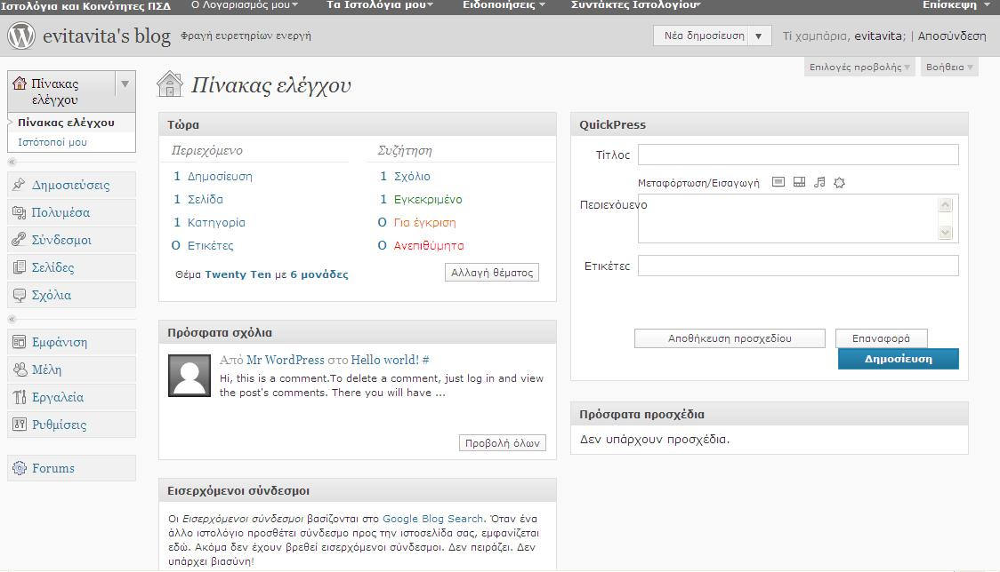 Ιστολόγια και Κοινότητες ΠΣΔ Ο Λογαριασμός μου Τα Ιστολόγια μου Ειδοποιήσεις Συντάκτες Ιστολογίου Επίσκεψη
evitavita's blog Φραγή ευρετηρίων ενεργή Νέα δημοσίευση Τί χαμπάρια, evitavita; | Αποσύνδεση
Επιλογές προβολής Βοήθεια
Πίνακας
ελέγχου
Πίνακας ελέγχου
Ιστότοποί μου
Δημοσιεύσεις
Πολυμέσα
Σύνδεσμοι
Σελίδες
Σχόλια
Εμφάνιση
Μέλη
Εργαλεία
Ρυθμίσεις
Forums
Πίνακας ελέγχου
Τώρα
Περιεχόμενο Συζήτηση
1 Δημοσίευση 1 Σχόλιο
1 Σελίδα 1 Εγκεκριμένο
1 Κατηγορία 0 Για έγκριση
0 Ετικέτες 0 Ανεπιθύμητα
Θέμα Twenty Ten με 6 μονάδες Αλλαγή θέματος
Πρόσφατα σχόλια
Από Mr WordPress στο Hello world! #
Hi, this is a comment.To delete a comment, just log in and view
the post's comments. There you will have ...
Προβολή όλων
Εισερχόμενοι σύνδεσμοι
Οι Εισερχόμενοι σύνδεσμοι βασίζονται στο Google Blog Search. Όταν ένα
άλλο ιστολόγιο προσθέτει σύνδεσμο προς την ιστοσελίδα σας, εμφανίζεται
εδώ. Ακόμα δεν έχουν βρεθεί εισερχόμενοι σύνδεσμοι. Δεν πειράζει. Δεν
υπάρχει βιασύνη!
QuickPress
Τίτλος
Μεταφόρτωση/Εισαγωγή
Περιεχόμενο
Ετικέτες
Αποθήκευση προσχεδίου Επαναφορά
Δημοσίευση
Πρόσφατα προσχέδια
Δεν υπάρχουν προσχέδια.